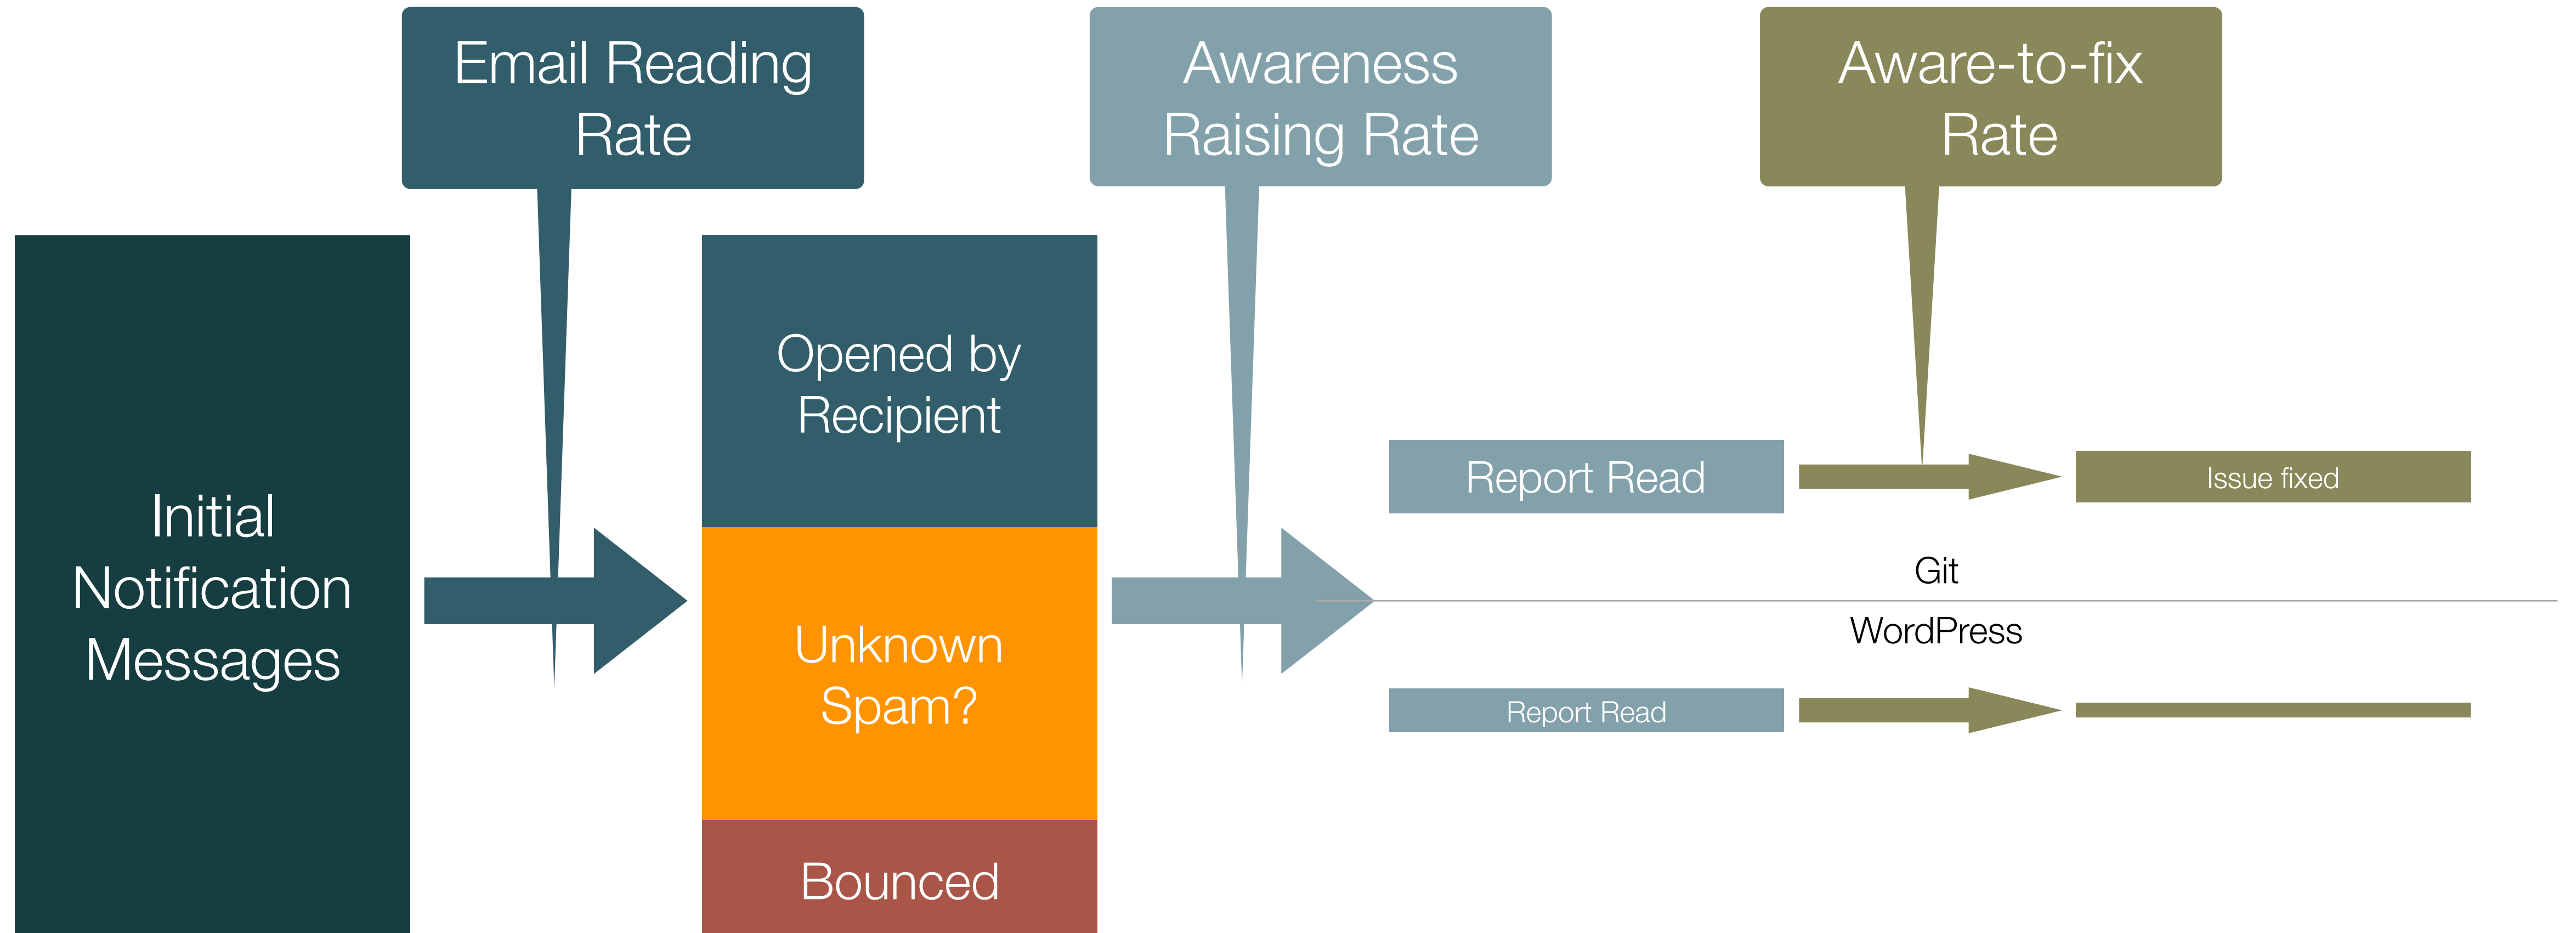 Email Reading
Rate
Awareness
Raising Rate
Aware-to-fix
Rate
Initial
Notification
Messages
Opened by
Recipient
Unknown
Spam?
Bounced
Report Read
Issue fixed
Git
WordPress
Report Read